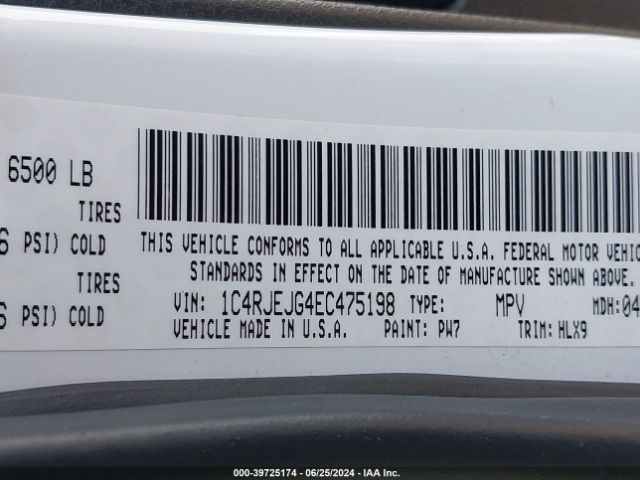 6500 LB
TIRES
6 PSI) COLD
TIRES
6 PSI) COLD
THIS VEHICLE CONFORMS TO ALL APPLICABLE U.S.A. FEDERAL MOTOR VEHIC
STANDARDS IN EFFECT ON THE DATE OF MANUFACTURE SHOWN ABOVE.
VIN: 1C4RJEJG4EC475198 TYPE: MPV MDH:04
VEHICLE MADE IN U.S.A. PAINT: PW7 TRIM: HLX9
000-39725174 - 06/25/2024 - IAA Inc.